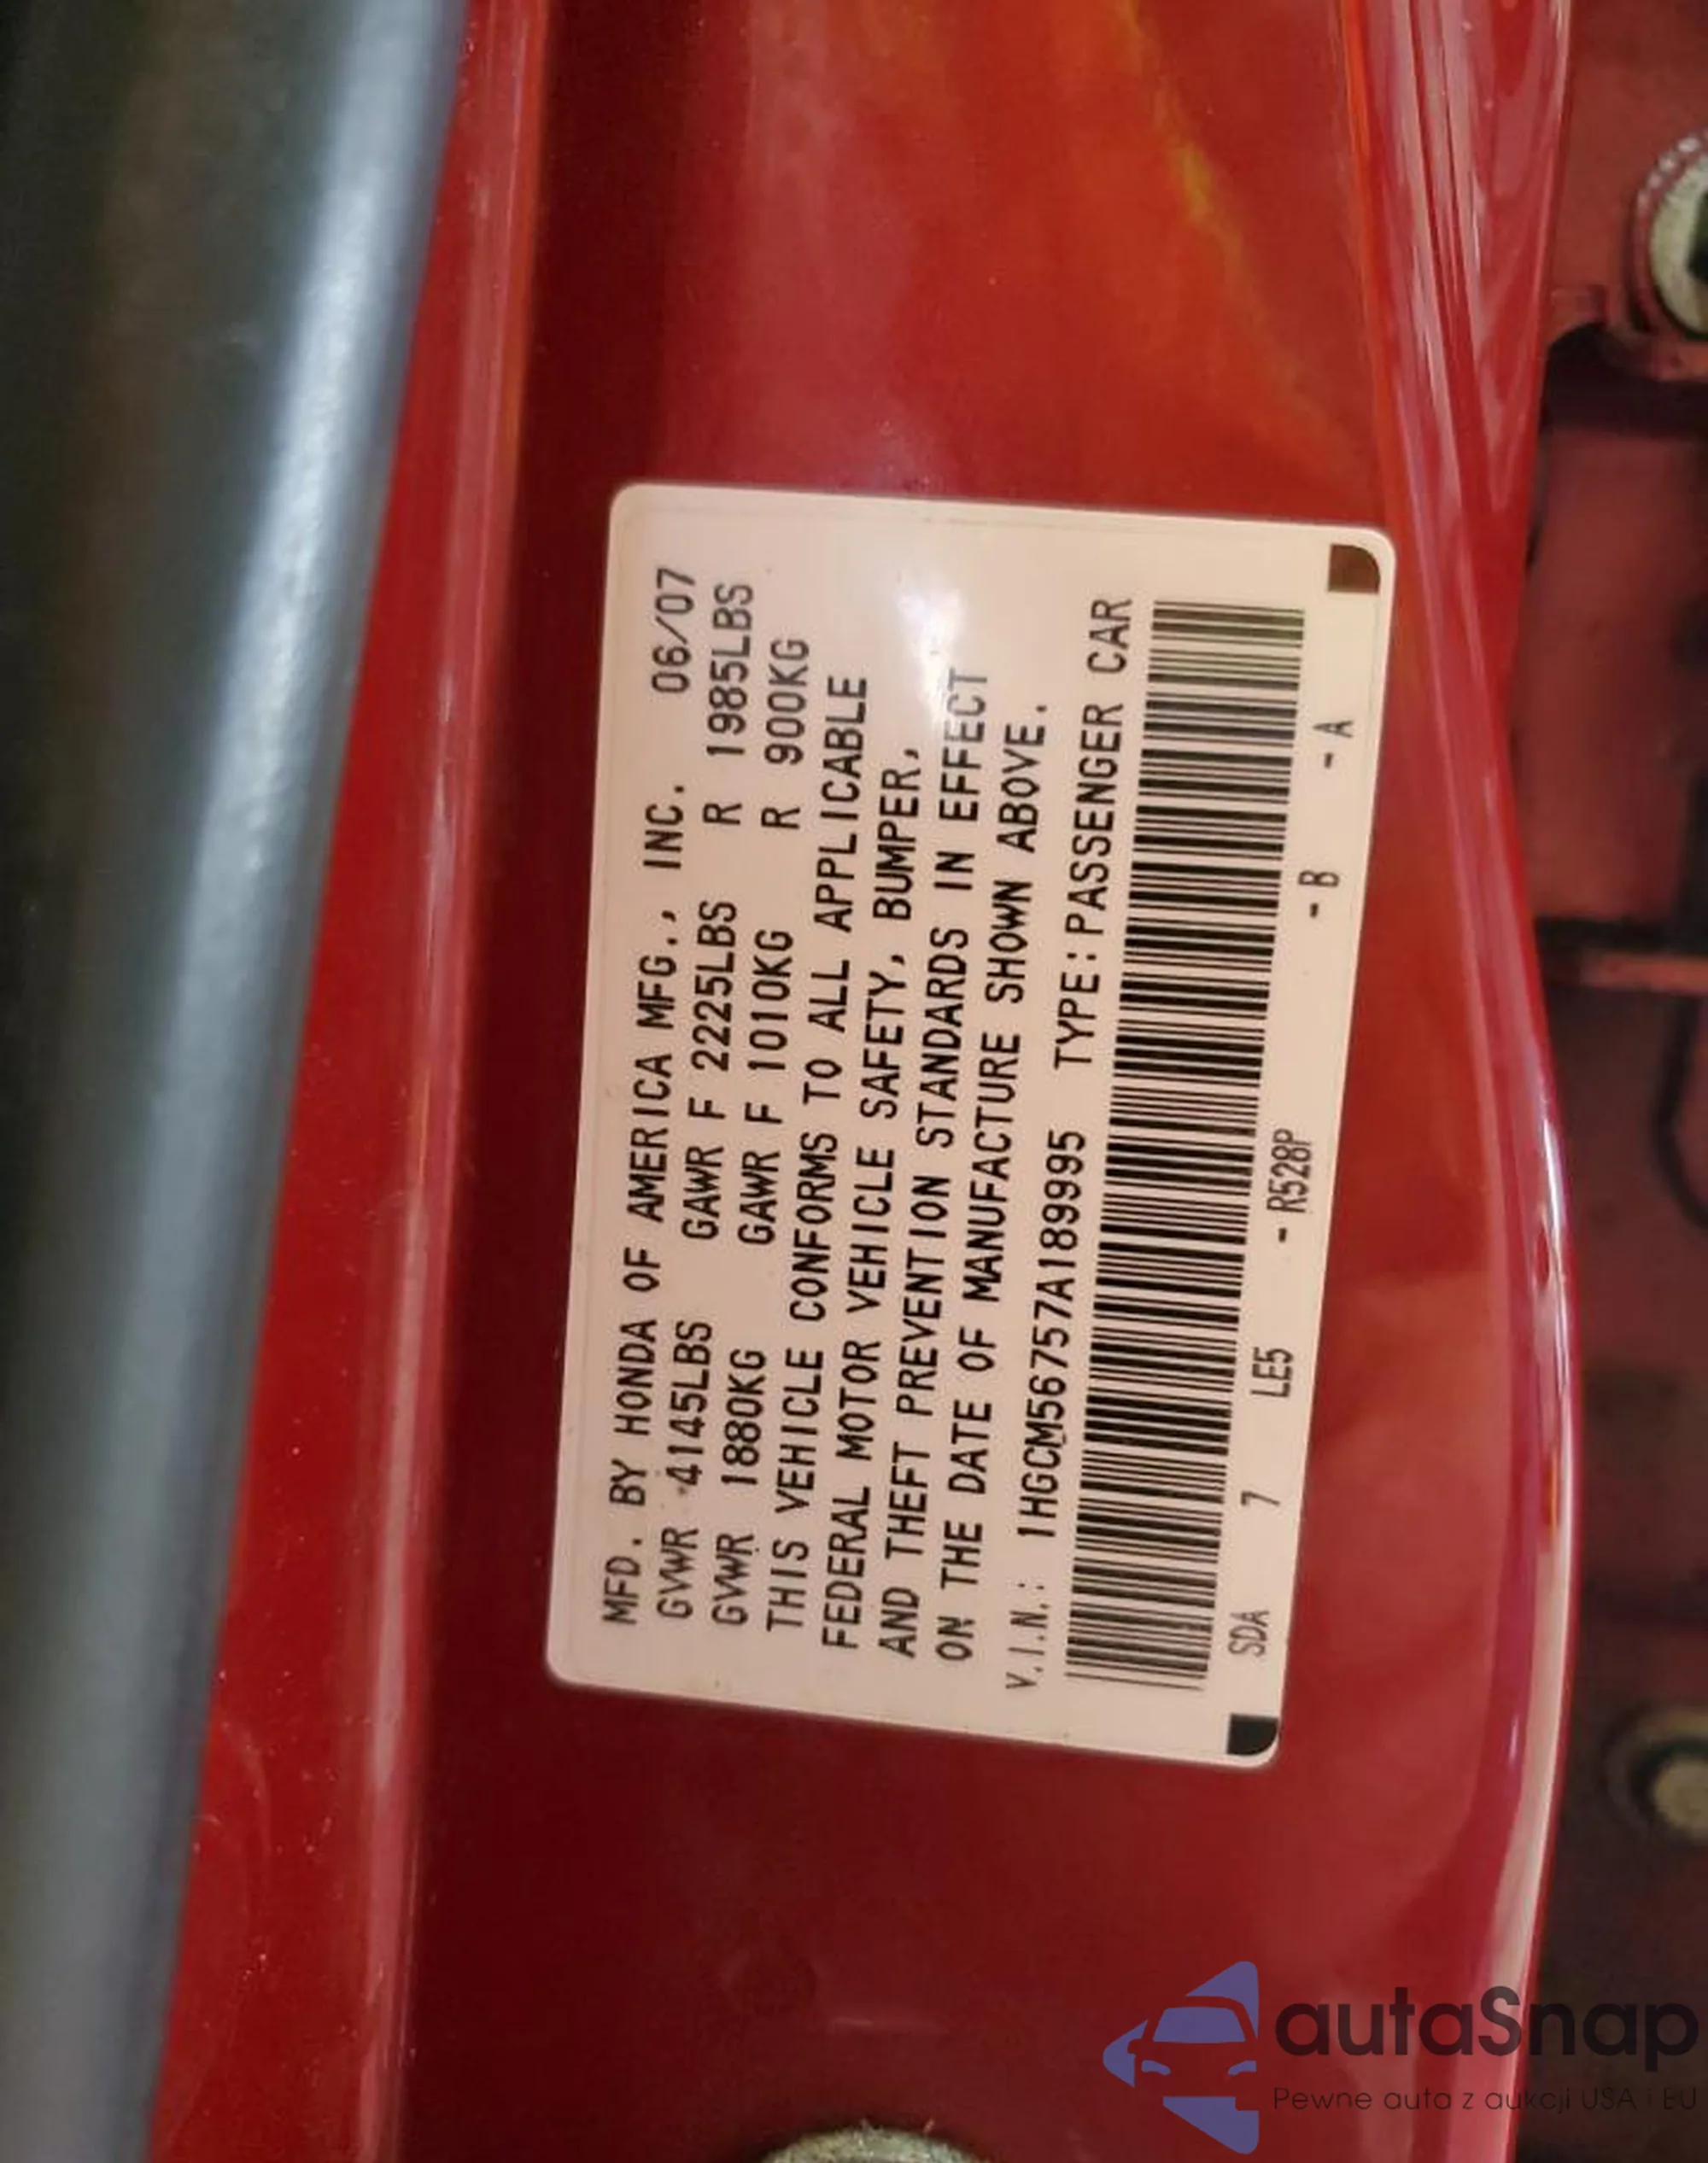 MFD. BY HONDA OF AMERICA MFG., INC. 06/07
GVWR 4145LBS GAWR F 2225LBS R 1985LBS
GVWR 1880KG GAWR F 1010KG R 900KG
THIS VEHICLE CONFORMS TO ALL APPLICABLE
FEDERAL MOTOR VEHICLE SAFETY, BUMPER,
AND THEFT PREVENTION STANDARDS IN EFFECT
ON THE DATE OF MANUFACTURE SHOWN ABOVE.
V.I.N.: 1HGCM56757A189995 TYPE:PASSENGER CAR
SDA 7 LE5 - R528P - B - A
autaSnap
Pewne auta z aukcji USA i EU